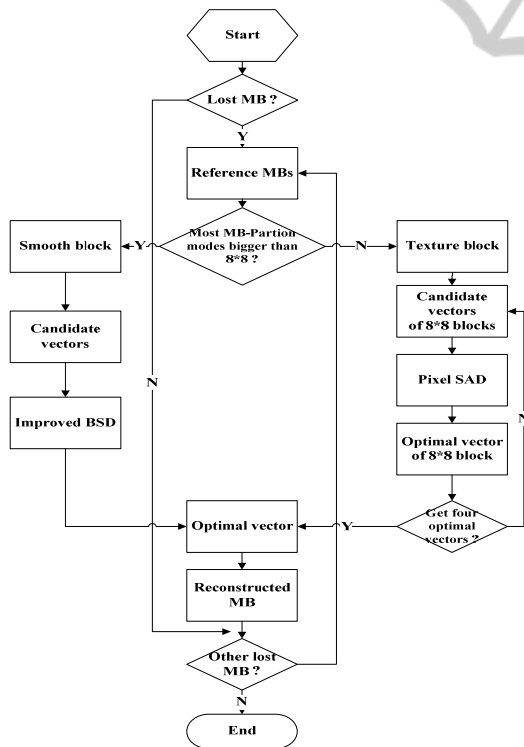 Start
Lost MB ?
Y
Reference MBs
Most MB-Partion
modes bigger than
8*8 ?
Y
N
Smooth block
Texture block
Candidate
vectors
Candidate
vectors
of 8*8 blocks
N
Pixel SAD
Improved BSD
N
Optimal vector
of 8*8 block
Get four
optimal
vectors ?
Y
Optimal vector
Reconstructed
MB
Other lost
MB ?
N
End